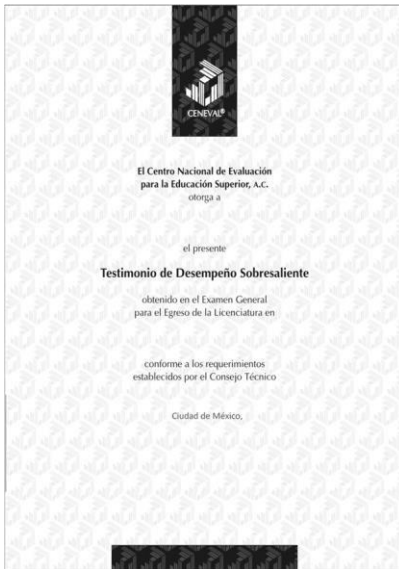 CENEVAL®
El Centro Nacional de Evaluación
para la Educación Superior, A.C.
otorga a
el presente
Testimonio de Desempeño Sobresaliente
obtenido en el Examen General
para el Egreso de la Licenciatura en
conforme a los requerimientos
establecidos por el Consejo Técnico
Ciudad de México,